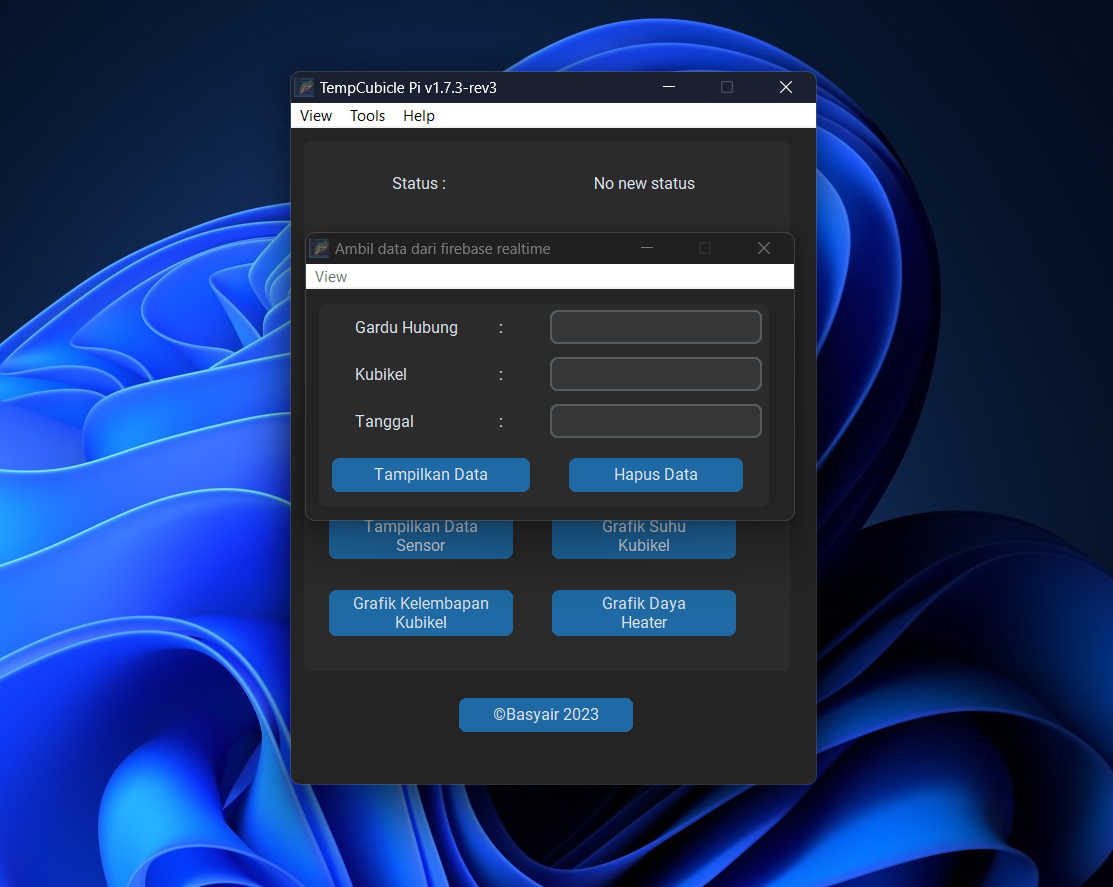 TempCubicle Pi v1.7.3-rev3
View Tools Help
Status : No new status
Ambil data dari firebase realtime
View
Gardu Hubung :
Kubikel :
Tanggal :
Tampilkan Data Hapus Data
Tampilkan Data
Sensor
Grafik Suhu
Kubikel
Grafik Kelembapan
Kubikel
Grafik Daya
Heater
©Basyair 2023